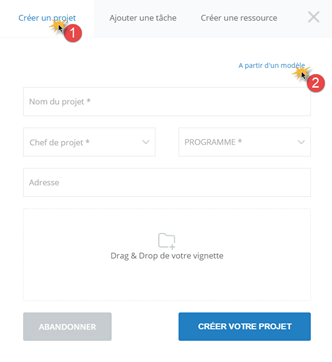 Créer un projet Ajouter une tâche Créer une ressource
1
A partir d'un modèle
2
Nom du projet *
Chef de projet * PROGRAMME *
Adresse
Drag & Drop de votre vignette
ABANDONNER CRÉER VOTRE PROJET